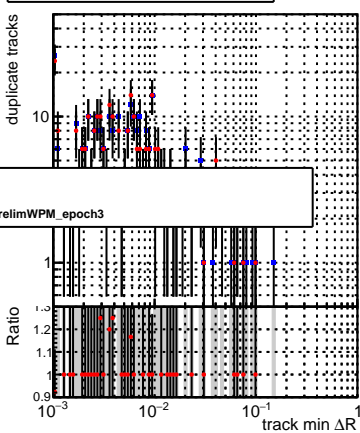 duplicate tracks
10
relimWPM_epoch3
1
Ratio
1.3
1.2
1.1
1
0.9
10⁻³
10⁻²
10⁻¹
1
track min ΔR